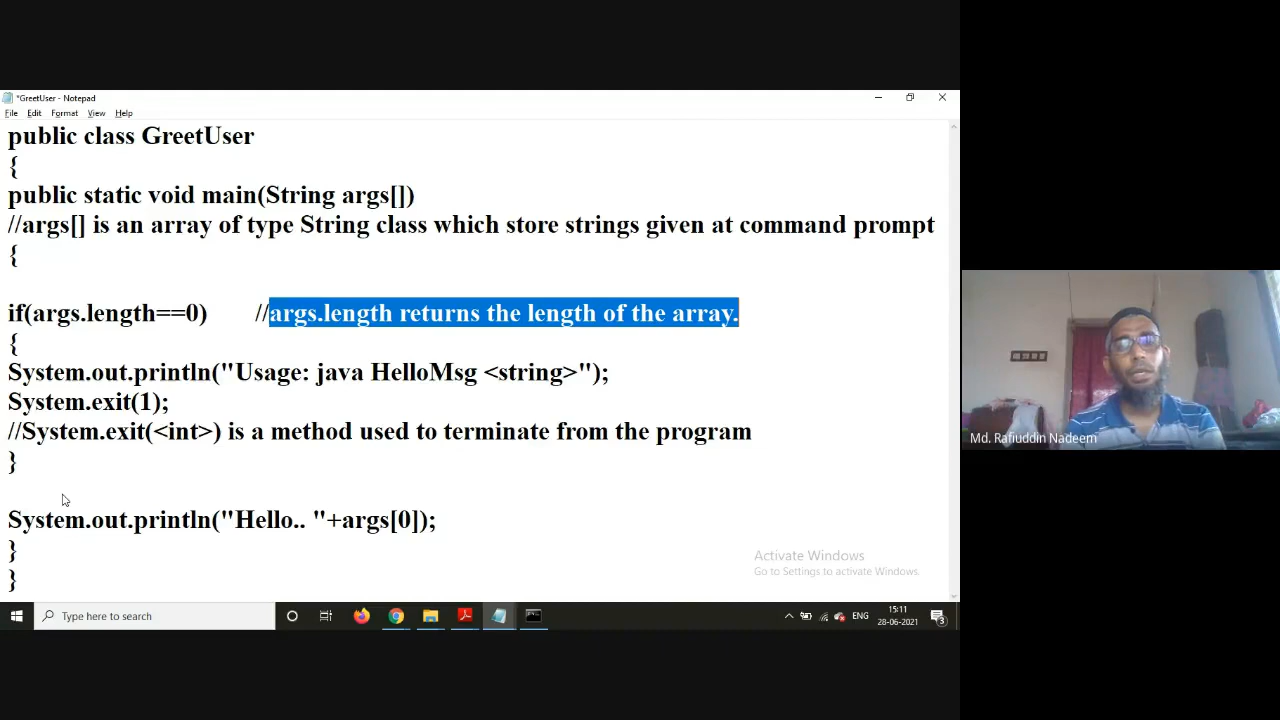 *GreetUser - Notepad
File Edit Format View Help
public class GreetUser
{
public static void main(String args[])
//args[] is an array of type String class which store strings given at command prompt
{
if(args.length==0) //args.length returns the length of the array.
{
System.out.println("Usage: java HelloMsg <string>");
System.exit(1);
//System.exit(<int>) is a method used to terminate from the program
}
System.out.println("Hello.. "+args[0]);
}
}
Activate Windows
Go to Settings to activate Windows.
Md. Rafiuddin Nadeem
Type here to search
ENG
15:11
28-06-2021
3